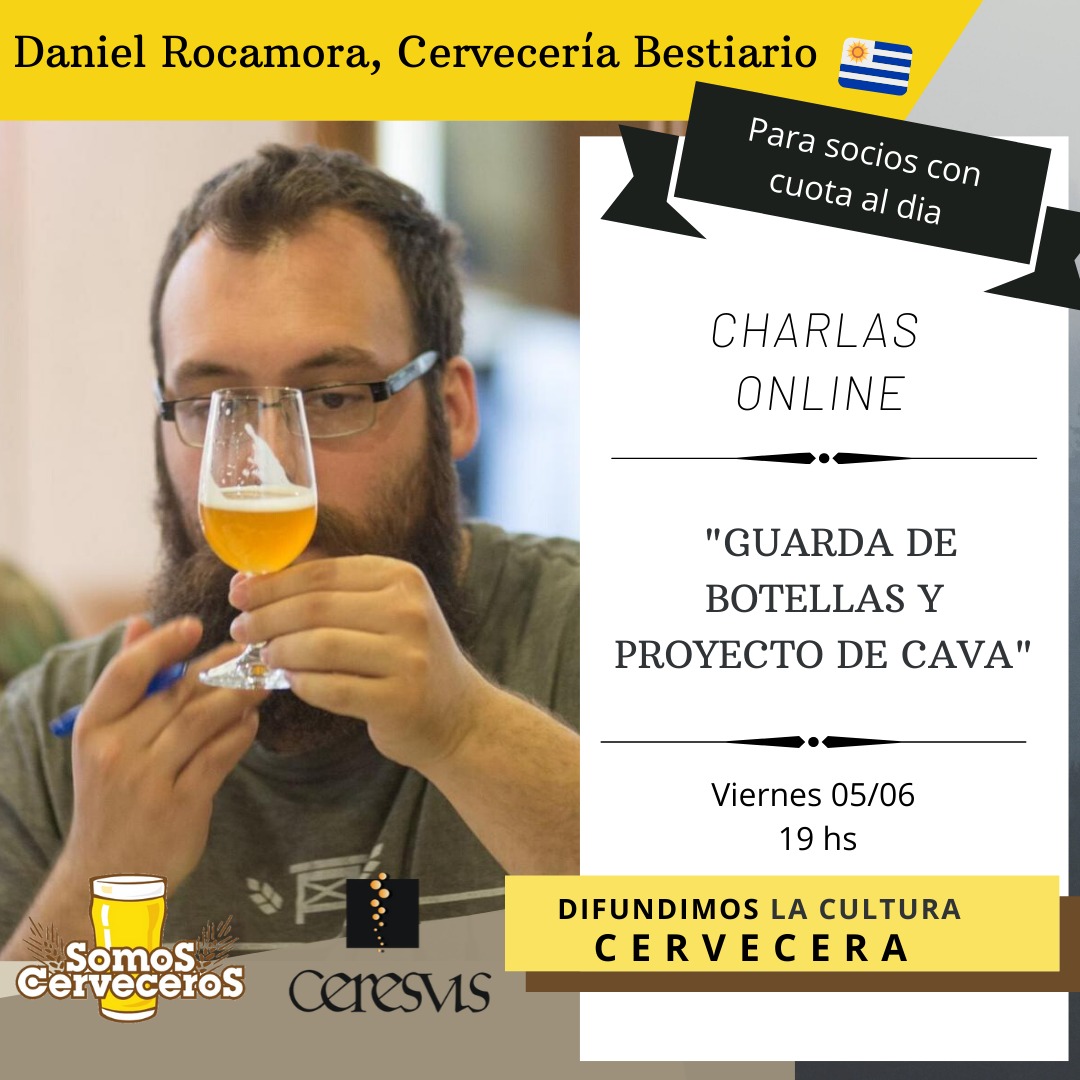 Daniel Rocamora, Cervecería Bestiario
Para socios con
cuota al dia
CHARLAS
ONLINE
"GUARDA DE
BOTELLAS Y
PROYECTO DE CAVA"
Viernes 05/06
19 hs
DIFUNDIMOS LA CULTURA
CERVECERA
SomoS
CerveceroS
ceresvis